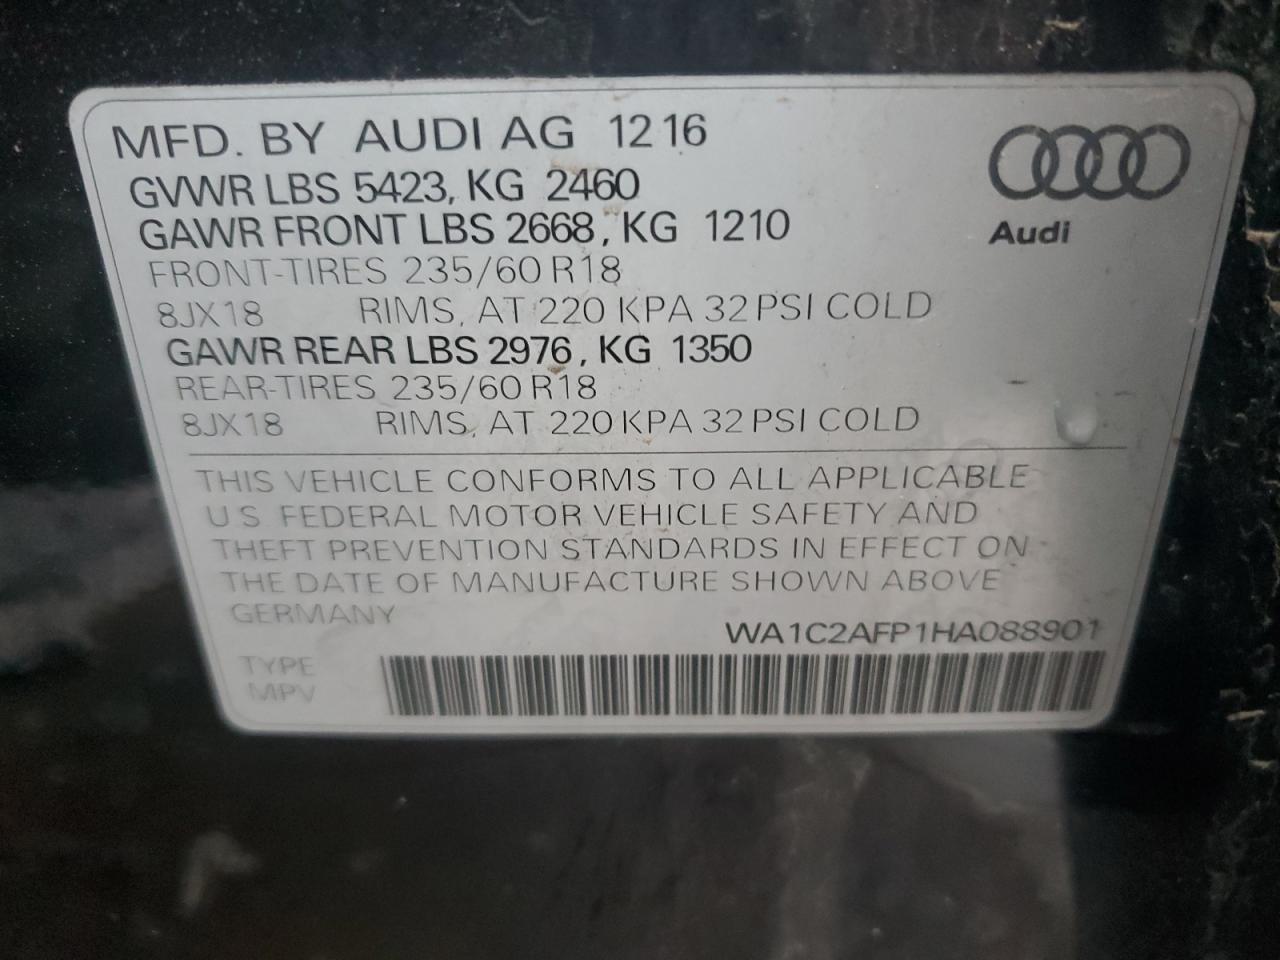 MFD. BY AUDI AG 12 16
GVWR LBS 5423, KG 2460
GAWR FRONT LBS 2668, KG 1210
FRONT-TIRES 235/60 R18
8JX18 RIMS, AT 220 KPA 32 PSI COLD
GAWR REAR LBS 2976, KG 1350
REAR-TIRES 235/60 R18
8JX18 RIMS, AT 220 KPA 32 PSI COLD
Audi
THIS VEHICLE CONFORMS TO ALL APPLICABLE
U S FEDERAL MOTOR VEHICLE SAFETY AND
THEFT PREVENTION STANDARDS IN EFFECT ON
THE DATE OF MANUFACTURE SHOWN ABOVE
GERMANY
WA1C2AFP1HA088901
TYPE
MPV